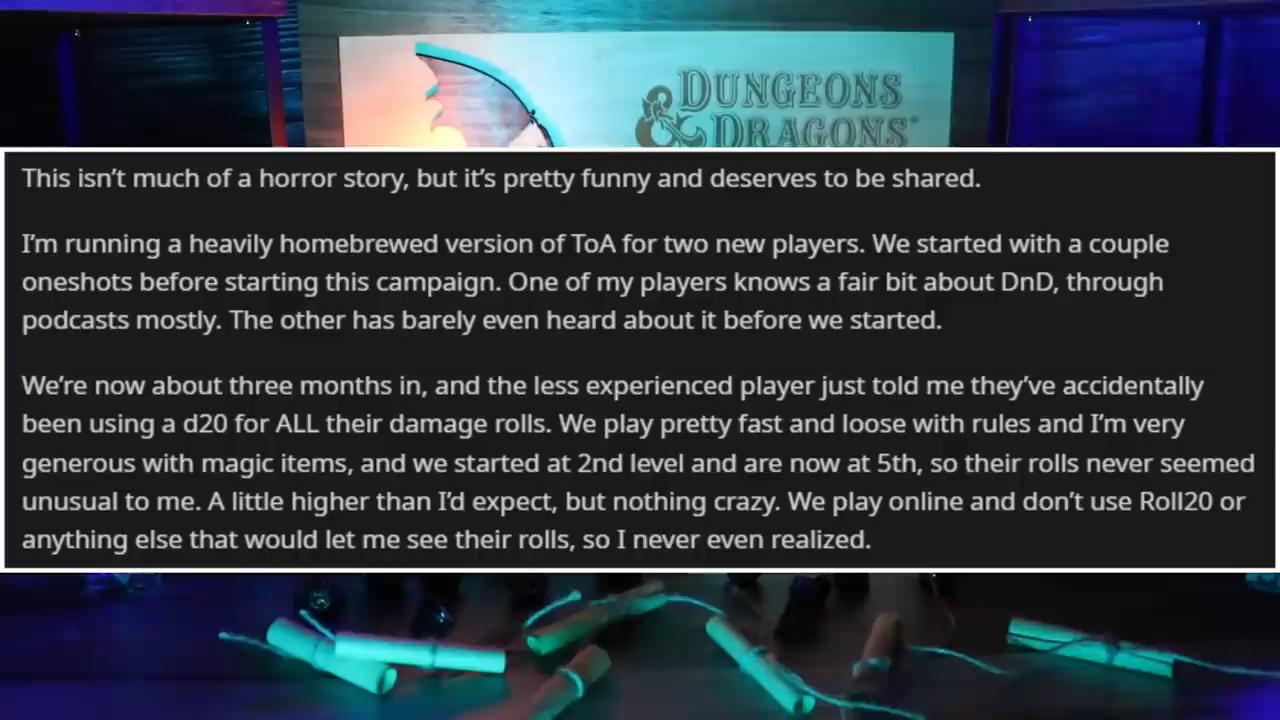 DUNGEONS
& DRAGONS
This isn’t much of a horror story, but it’s pretty funny and deserves to be shared.
I’m running a heavily homebrewed version of ToA for two new players. We started with a couple
oneshots before starting this campaign. One of my players knows a fair bit about DnD, through
podcasts mostly. The other has barely even heard about it before we started.
We’re now about three months in, and the less experienced player just told me they’ve accidentally
been using a d20 for ALL their damage rolls. We play pretty fast and loose with rules and I’m very
generous with magic items, and we started at 2nd level and are now at 5th, so their rolls never seemed
unusual to me. A little higher than I’d expect, but nothing crazy. We play online and don’t use Roll20 or
anything else that would let me see their rolls, so I never even realized.